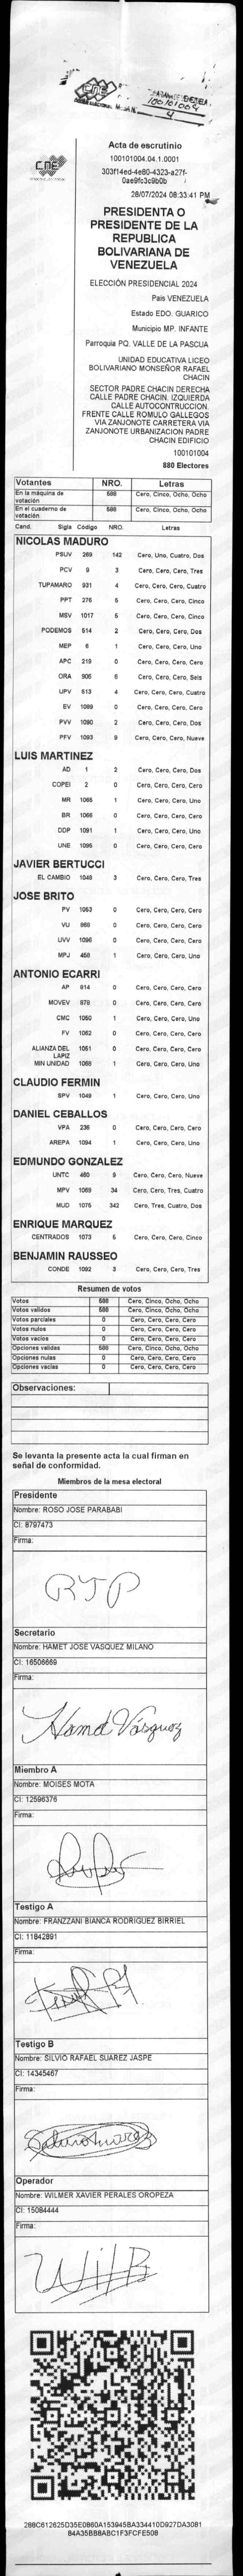 CNE
100101004
4
CNE
Acta de escrutinio
100101004.04.1.0001
303f14ed-4e80-4323-a27f-
0ae9fc3c9b0b
28/07/2024 08:33:41 PM
PRESIDENTA O
PRESIDENTE DE LA
REPUBLICA
BOLIVARIANA DE
VENEZUELA
ELECCIÓN PRESIDENCIAL 2024
País VENEZUELA
Estado EDO. GUARICO
Municipio MP. INFANTE
Parroquia PQ. VALLE DE LA PASCUA
UNIDAD EDUCATIVA LICEO
BOLIVARIANO MONSEÑOR RAFAEL
CHACIN
SECTOR PADRE CHACIN DERECHA
CALLE PADRE CHACIN. IZQUIERDA
CALLE AUTOCONTRUCCION.
FRENTE CALLE ROMULO GALLEGOS
VIA ZANJONOTE CARRETERA VIA
ZANJONOTE URBANIZACION PADRE
CHACIN EDIFICIO
100101004
880 Electores
Votantes NRO. Letras
En la máquina de votación 588 Cero, Cinco, Ocho, Ocho
En el cuaderno de votación 588 Cero, Cinco, Ocho, Ocho
Cand. Sigla Código NRO. Letras
NICOLAS MADURO
PSUV 269 142 Cero, Uno, Cuatro, Dos
PCV 9 3 Cero, Cero, Cero, Tres
TUPAMARO 931 4 Cero, Cero, Cero, Cuatro
PPT 276 5 Cero, Cero, Cero, Cinco
MSV 1017 5 Cero, Cero, Cero, Cinco
PODEMOS 514 2 Cero, Cero, Cero, Dos
MEP 6 1 Cero, Cero, Cero, Uno
APC 219 0 Cero, Cero, Cero, Cero
ORA 906 6 Cero, Cero, Cero, Seis
UPV 513 4 Cero, Cero, Cero, Cuatro
EV 1089 0 Cero, Cero, Cero, Cero
PVV 1090 2 Cero, Cero, Cero, Dos
PFV 1093 9 Cero, Cero, Cero, Nueve
LUIS MARTINEZ
AD 1 2 Cero, Cero, Cero, Dos
COPEI 2 0 Cero, Cero, Cero, Cero
MR 1065 1 Cero, Cero, Cero, Uno
BR 1066 0 Cero, Cero, Cero, Cero
DDP 1091 1 Cero, Cero, Cero, Uno
UNE 1095 0 Cero, Cero, Cero, Cero
JAVIER BERTUCCI
EL CAMBIO 1048 3 Cero, Cero, Cero, Tres
JOSE BRITO
PV 1053 0 Cero, Cero, Cero, Cero
VU 868 0 Cero, Cero, Cero, Cero
UVV 1096 0 Cero, Cero, Cero, Cero
MPJ 458 1 Cero, Cero, Cero, Uno
ANTONIO ECARRI
AP 814 0 Cero, Cero, Cero, Cero
MOVEV 979 0 Cero, Cero, Cero, Cero
CMC 1050 1 Cero, Cero, Cero, Uno
FV 1062 0 Cero, Cero, Cero, Cero
ALIANZA DEL LAPIZ 1051 0 Cero, Cero, Cero, Cero
MIN UNIDAD 1058 1 Cero, Cero, Cero, Uno
CLAUDIO FERMIN
SPV 1049 1 Cero, Cero, Cero, Uno
DANIEL CEBALLOS
VPA 236 0 Cero, Cero, Cero, Cero
AREPA 1094 1 Cero, Cero, Cero, Uno
EDMUNDO GONZALEZ
UNTC 460 9 Cero, Cero, Cero, Nueve
MPV 1069 34 Cero, Cero, Tres, Cuatro
MUD 1075 342 Cero, Tres, Cuatro, Dos
ENRIQUE MARQUEZ
CENTRADOS 1073 5 Cero, Cero, Cero, Cinco
BENJAMIN RAUSSEO
CONDE 1092 3 Cero, Cero, Cero, Tres
Resumen de votos
Votos 588 Cero, Cinco, Ocho, Ocho
Votos validos 588 Cero, Cinco, Ocho, Ocho
Votos parciales 0 Cero, Cero, Cero, Cero
Votos nulos 0 Cero, Cero, Cero, Cero
Votos vacios 0 Cero, Cero, Cero, Cero
Opciones validas 588 Cero, Cinco, Ocho, Ocho
Opciones nulas 0 Cero, Cero, Cero, Cero
Opciones vacias 0 Cero, Cero, Cero, Cero
Observaciones:
Se levanta la presente acta la cual firman en
señal de conformidad.
Miembros de la mesa electoral
Presidente
Nombre: ROSO JOSE PARABABI
CI: 8797473
Firma:
RJP
Secretario
Nombre: HAMET JOSE VASQUEZ MILANO
CI: 16506669
Firma:
Hamet Vásquez
Miembro A
Nombre: MOISES MOTA
CI: 12596376
Firma:
Testigo A
Nombre: FRANZZANI BIANCA RODRIGUEZ BIRRIEL
CI: 11842891
Firma:
Testigo B
Nombre: SILVIO RAFAEL SUAREZ JASPE
CI: 14345467
Firma:
Operador
Nombre: WILMER XAVIER PERALES OROPEZA
CI: 15084444
Firma:
288C612625D35E0860A153945BA334410D927DA3081
84A35BB8ABC1F3FCFE508